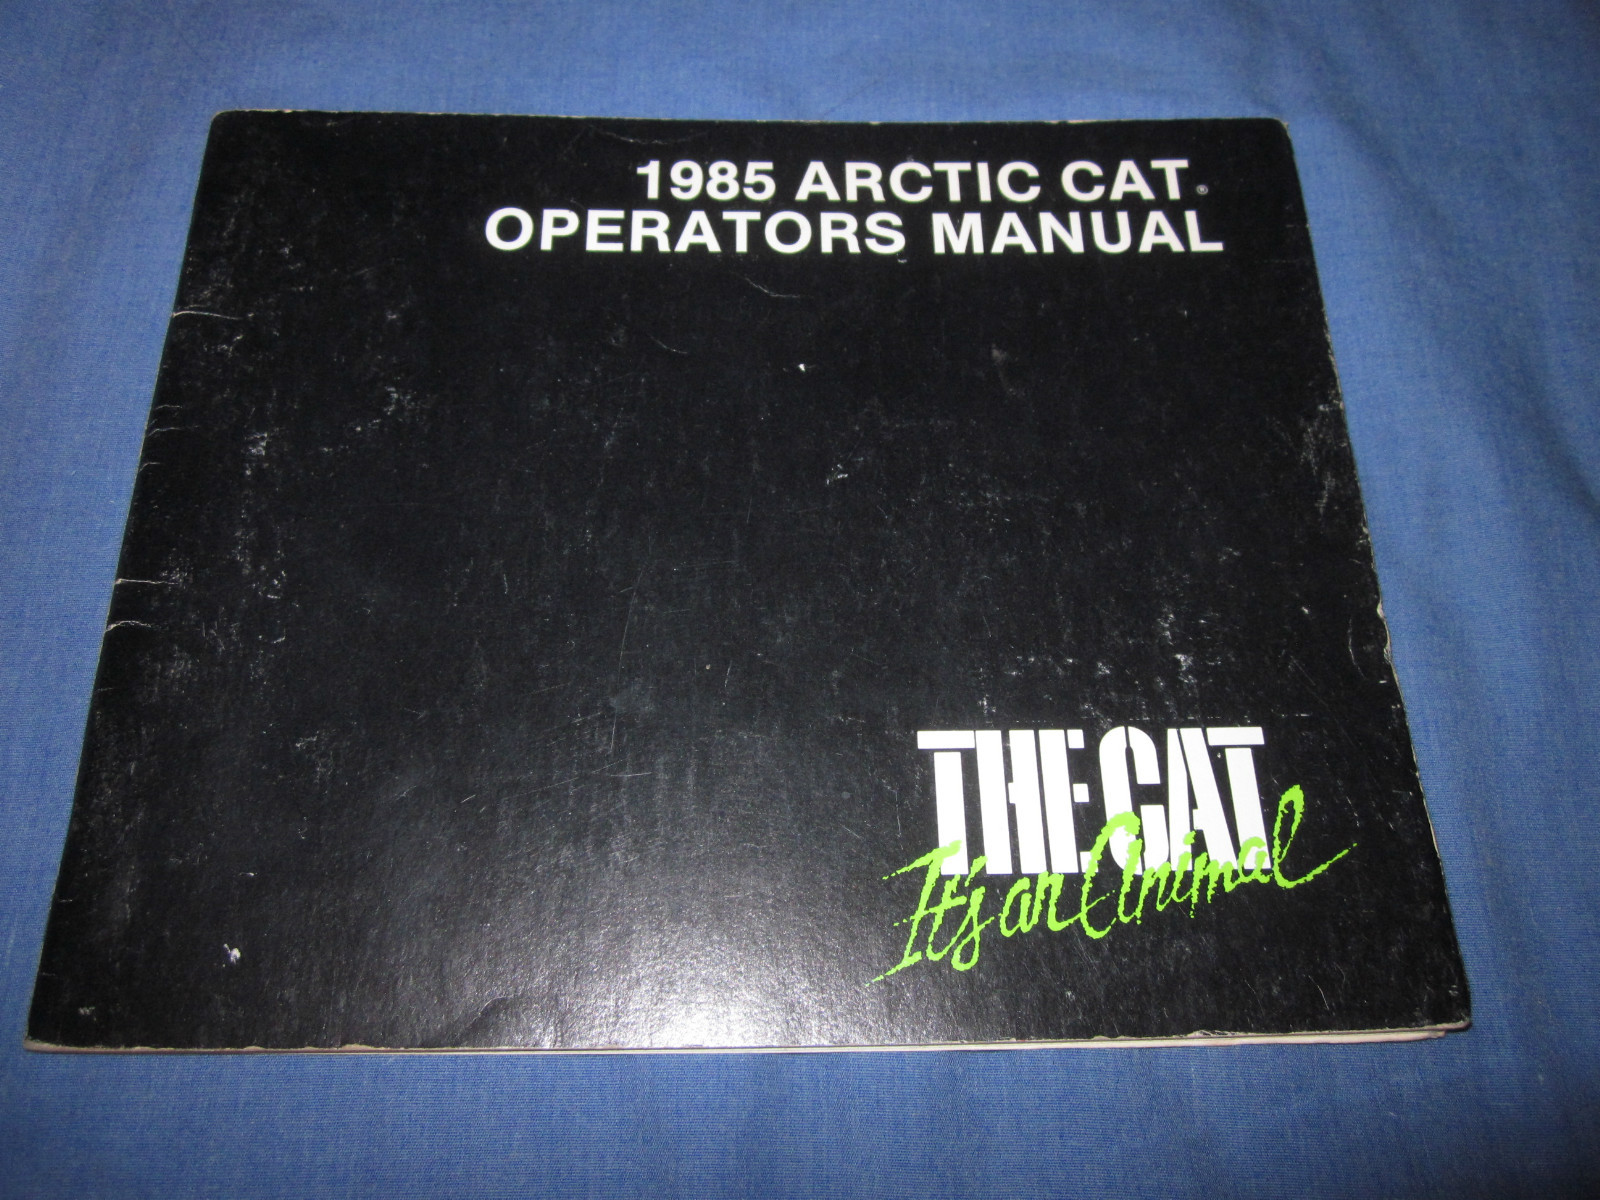 1985 ARCTIC CAT®
OPERATORS MANUAL
THE CAT
It's an Animal